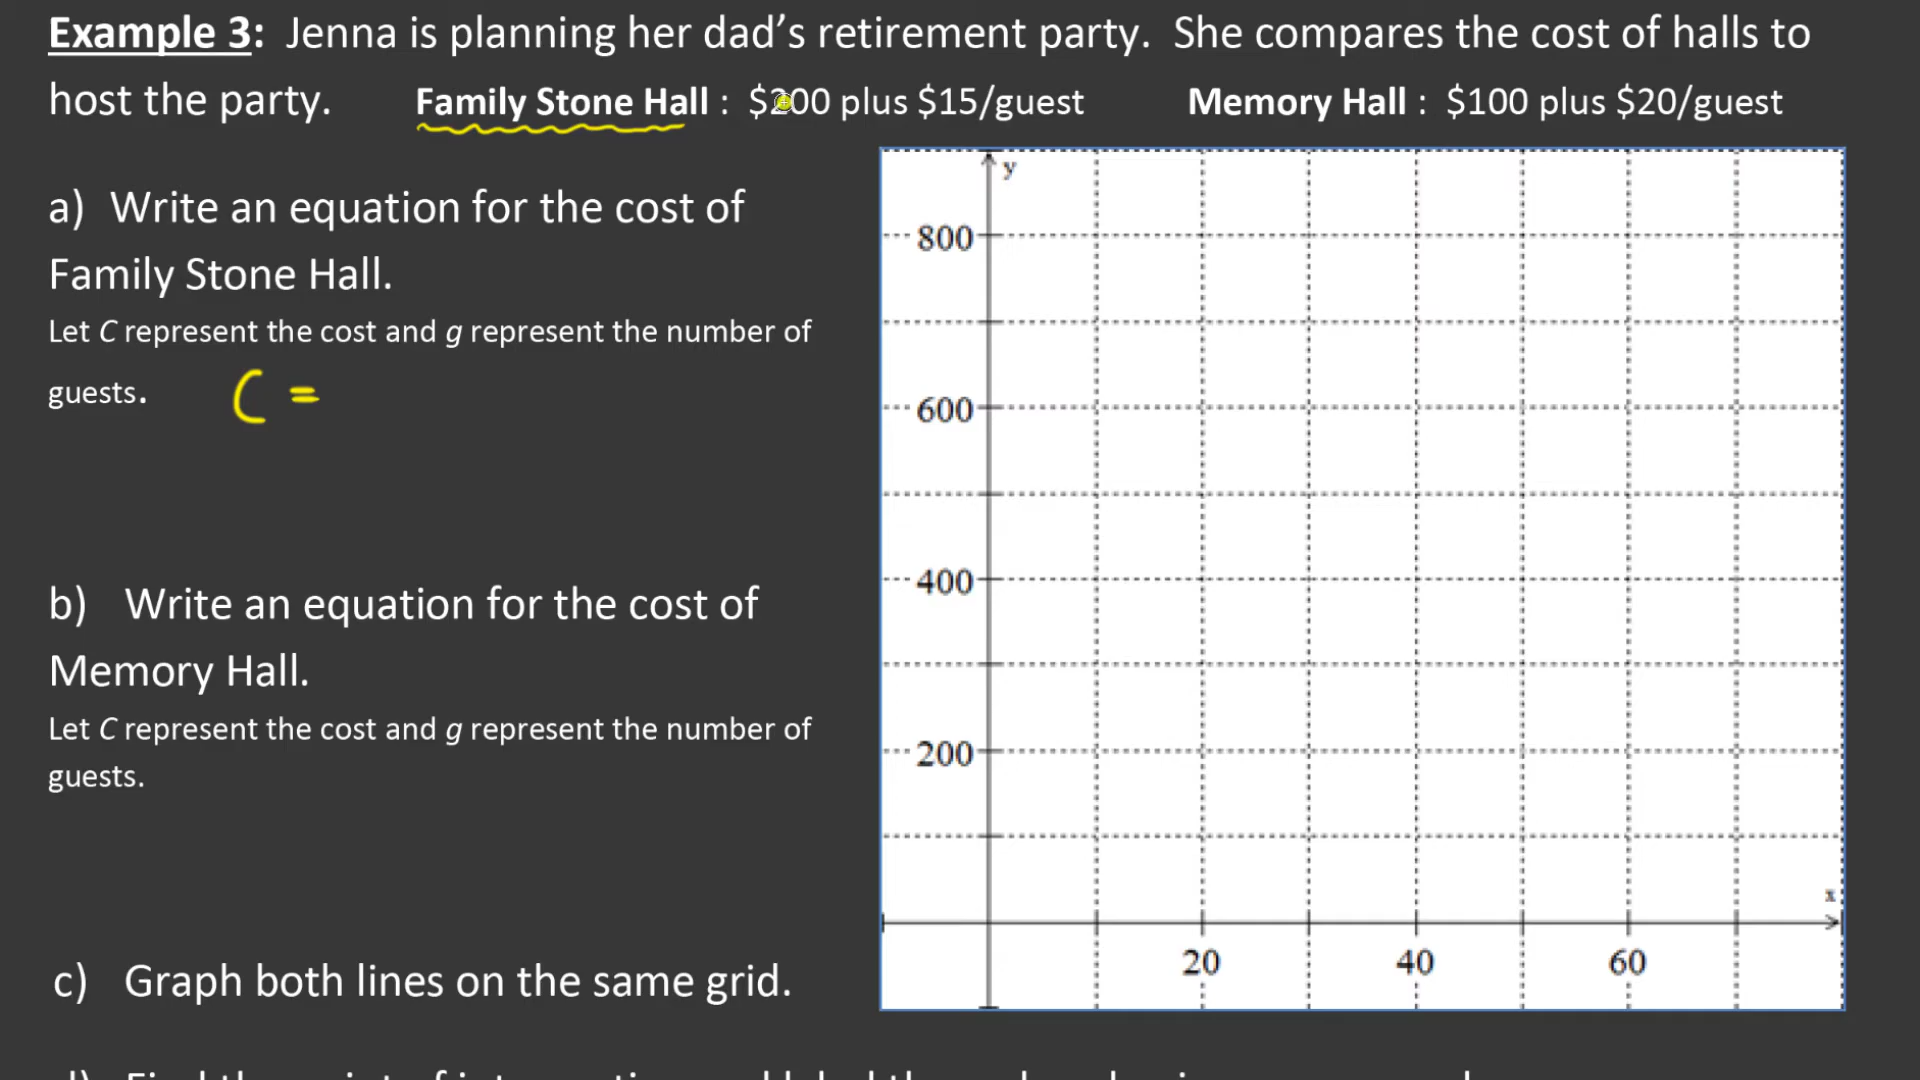 Example 3: Jenna is planning her dad's retirement party. She compares the cost of halls to
host the party. Family Stone Hall : $200 plus $15/guest Memory Hall : $100 plus $20/guest
a) Write an equation for the cost of
Family Stone Hall.
Let C represent the cost and g represent the number of
guests. C =
b) Write an equation for the cost of
Memory Hall.
Let C represent the cost and g represent the number of
guests.
c) Graph both lines on the same grid.
y
800
600
400
200
x
20 40 60